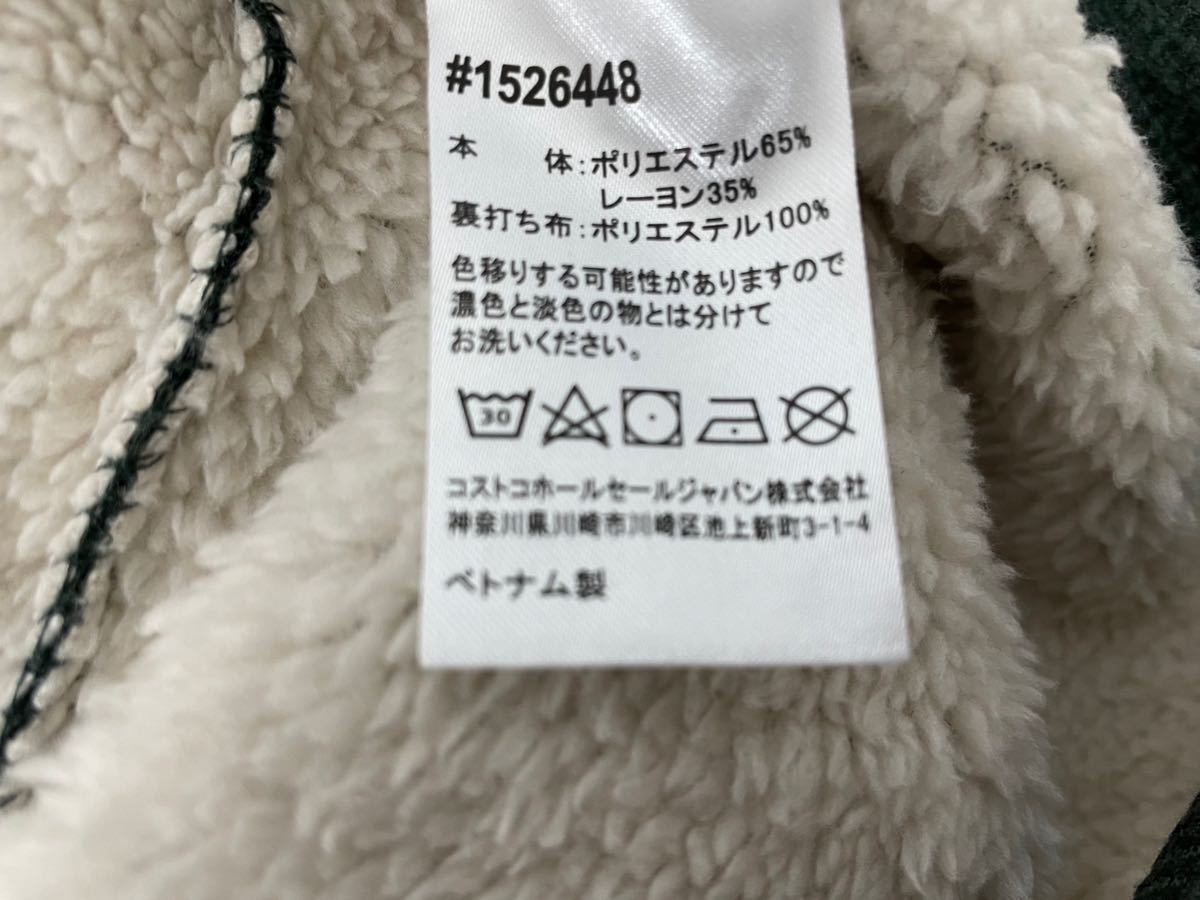 #1526448
本 体:ポリエステル65%
レーヨン35%
裏打ち布:ポリエステル100%
色移りする可能性がありますので
濃色と淡色の物とは分けて
お洗いください。
30
コストコホールセールジャパン株式会社
神奈川県川崎市川崎区池上新町3-1-4
ベトナム製